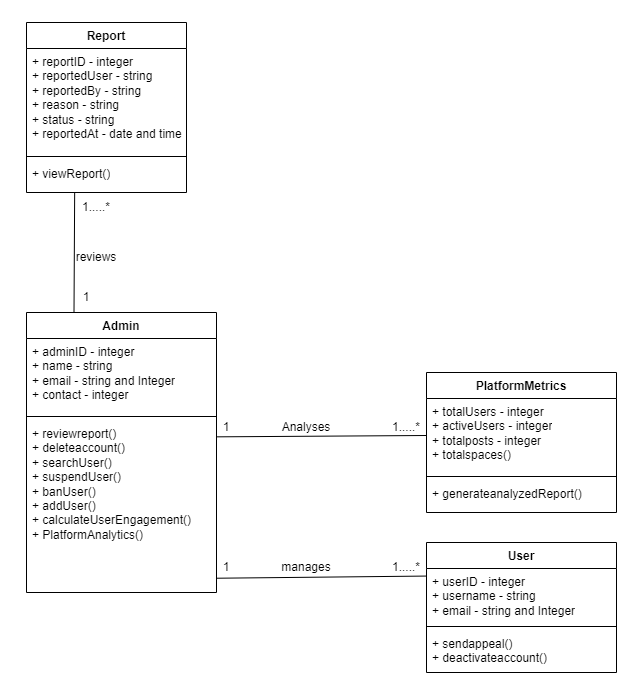 Report
+ reportID - integer
+ reportedUser - string
+ reportedBy - string
+ reason - string
+ status - string
+ reportedAt - date and time
+ viewReport()
1.....*
reviews
1
Admin
+ adminID - integer
+ name - string
+ email - string and Integer
+ contact - integer
+ reviewreport()
+ deleteaccount()
+ searchUser()
+ suspendUser()
+ banUser()
+ addUser()
+ calculateUserEngagement()
+ PlatformAnalytics()
1 Analyses 1.....*
PlatformMetrics
+ totalUsers - integer
+ activeUsers - integer
+ totalposts - integer
+ totalspaces()
+ generateanalyzedReport()
1 manages 1.....*
User
+ userID - integer
+ username - string
+ email - string and Integer
+ sendappeal()
+ deactivateaccount()